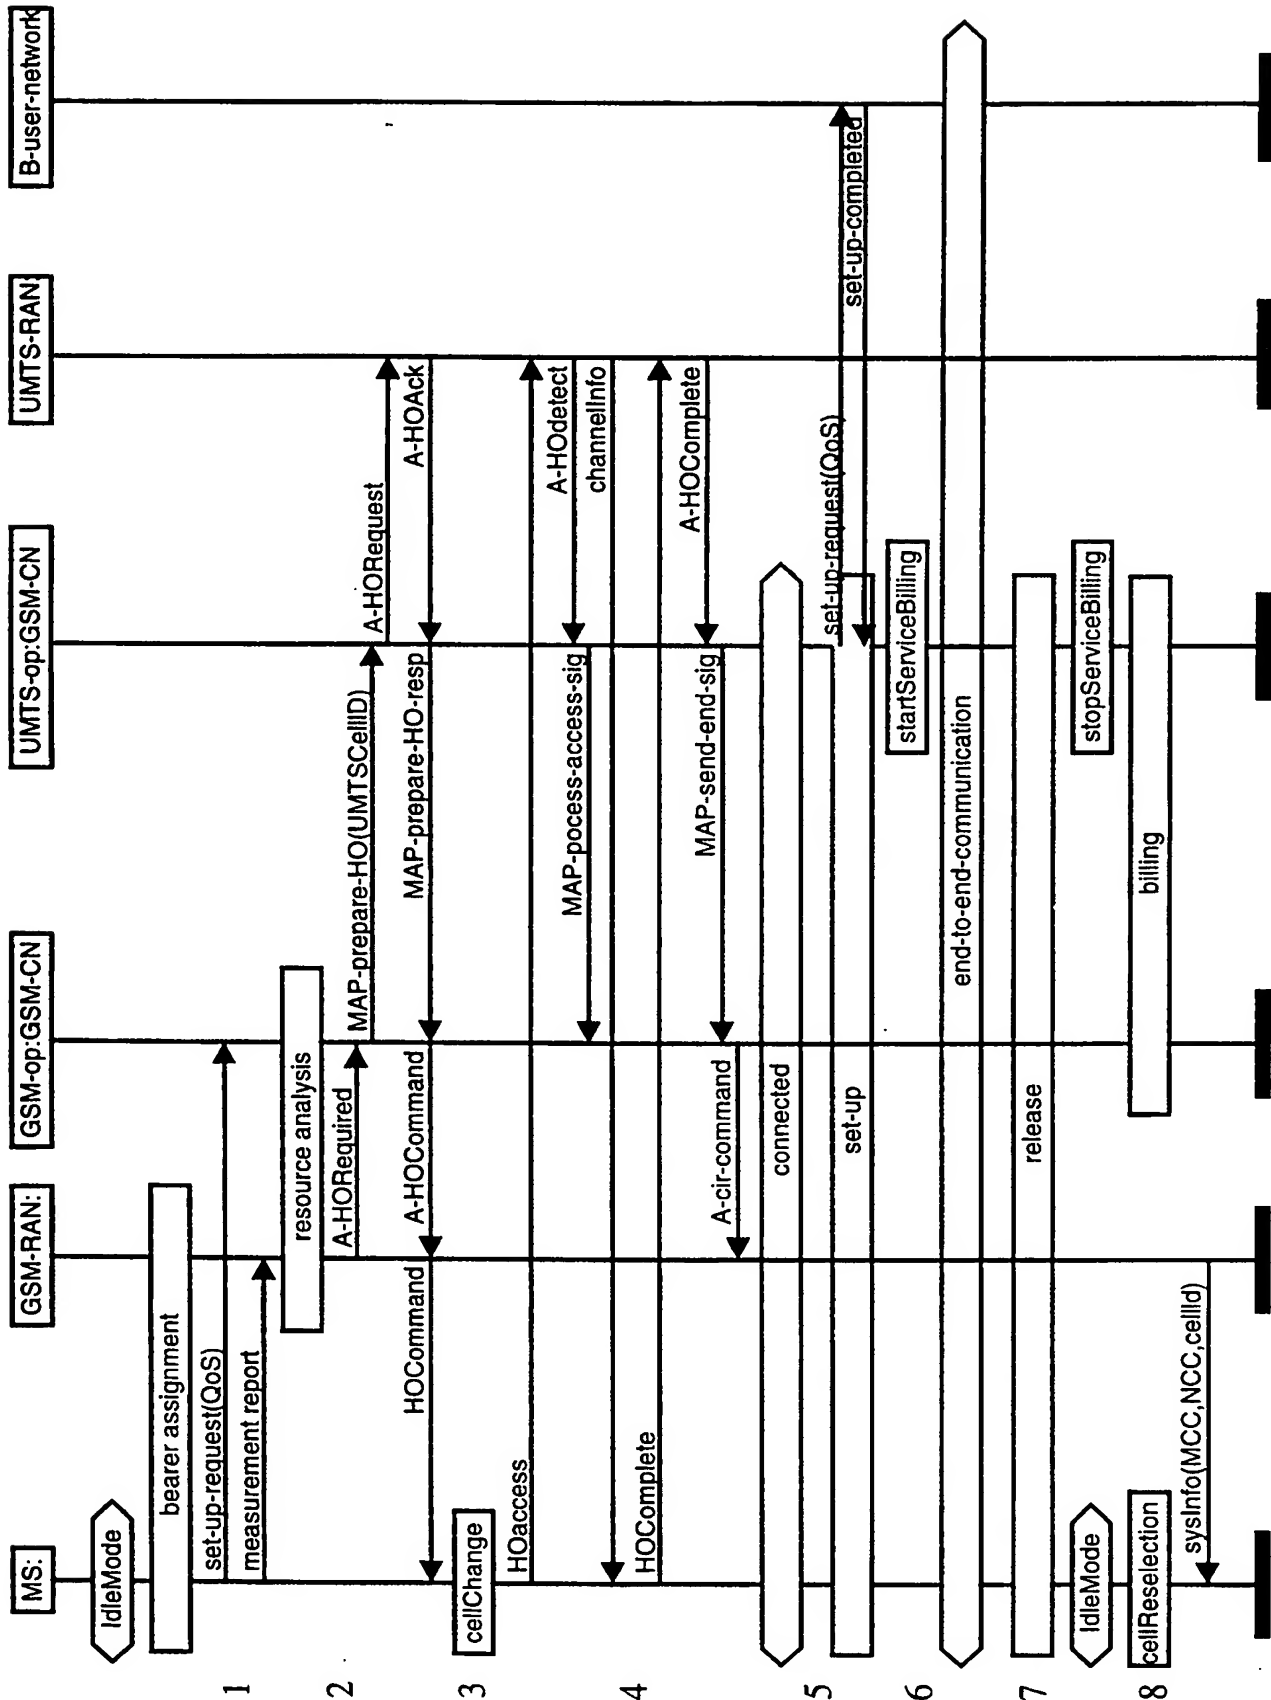 MS:
GSM-RAN:
GSM-op:GSM-CN
UMTS-op:GSM-CN
UMTS-RAN:
B-user-network
IdleMode
bearer assignment
1
set-up-request(QoS)
measurement report
resource analysis
2
A-HORequired
MAP-prepare-HO(UMTSCellID)
A-HORequest
HOCommand
A-HOCommand
MAP-prepare-HO-resp
A-HOAck
3
cellChange
HOaccess
A-HOdetect
MAP-pocess-access-sig
channelInfo
4
HOComplete
A-HOComplete
MAP-send-end-sig
A-cir-command
connected
5
set-up
set-up-request(QoS)
set-up-completed
6
startServiceBilling
end-to-end-communication
7
release
IdleMode
stopServiceBilling
8
cellReselection
billing
sysInfo(MCC,NCC,cellId)